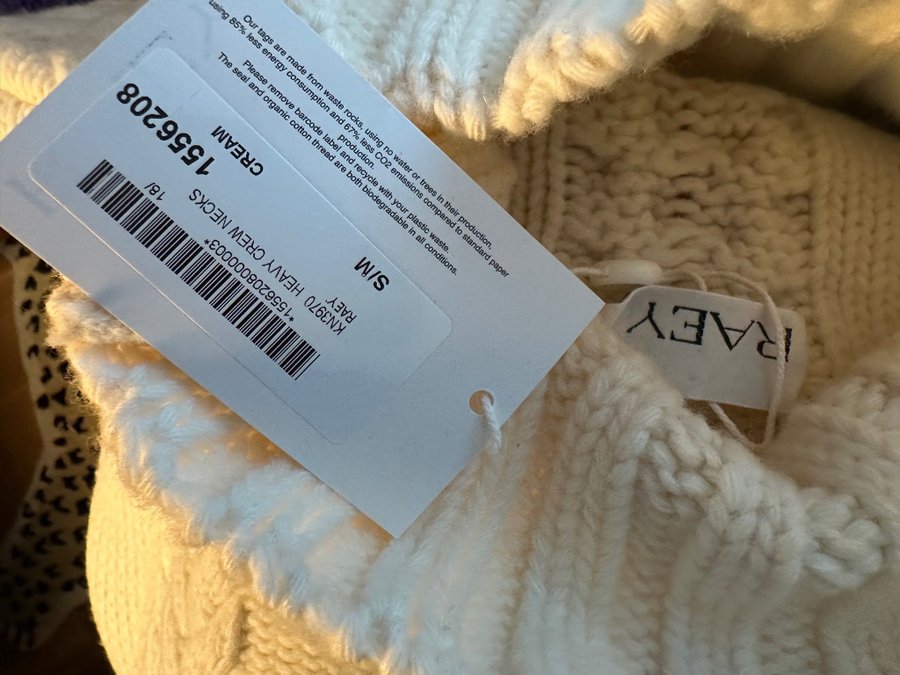 Our tags are made from waste rocks, using no water or trees in their production,
using 85% less energy consumption and 67% less CO2 emissions compared to standard paper
production.
Please remove barcode label and recycle with your plastic waste.
The seal and organic cotton thread are both biodegradable in all conditions.
1556208
CREAM
S/M
18/
*1556208000003*
KN3970 HEAVY CREW NECKS
RAEY
RAEY